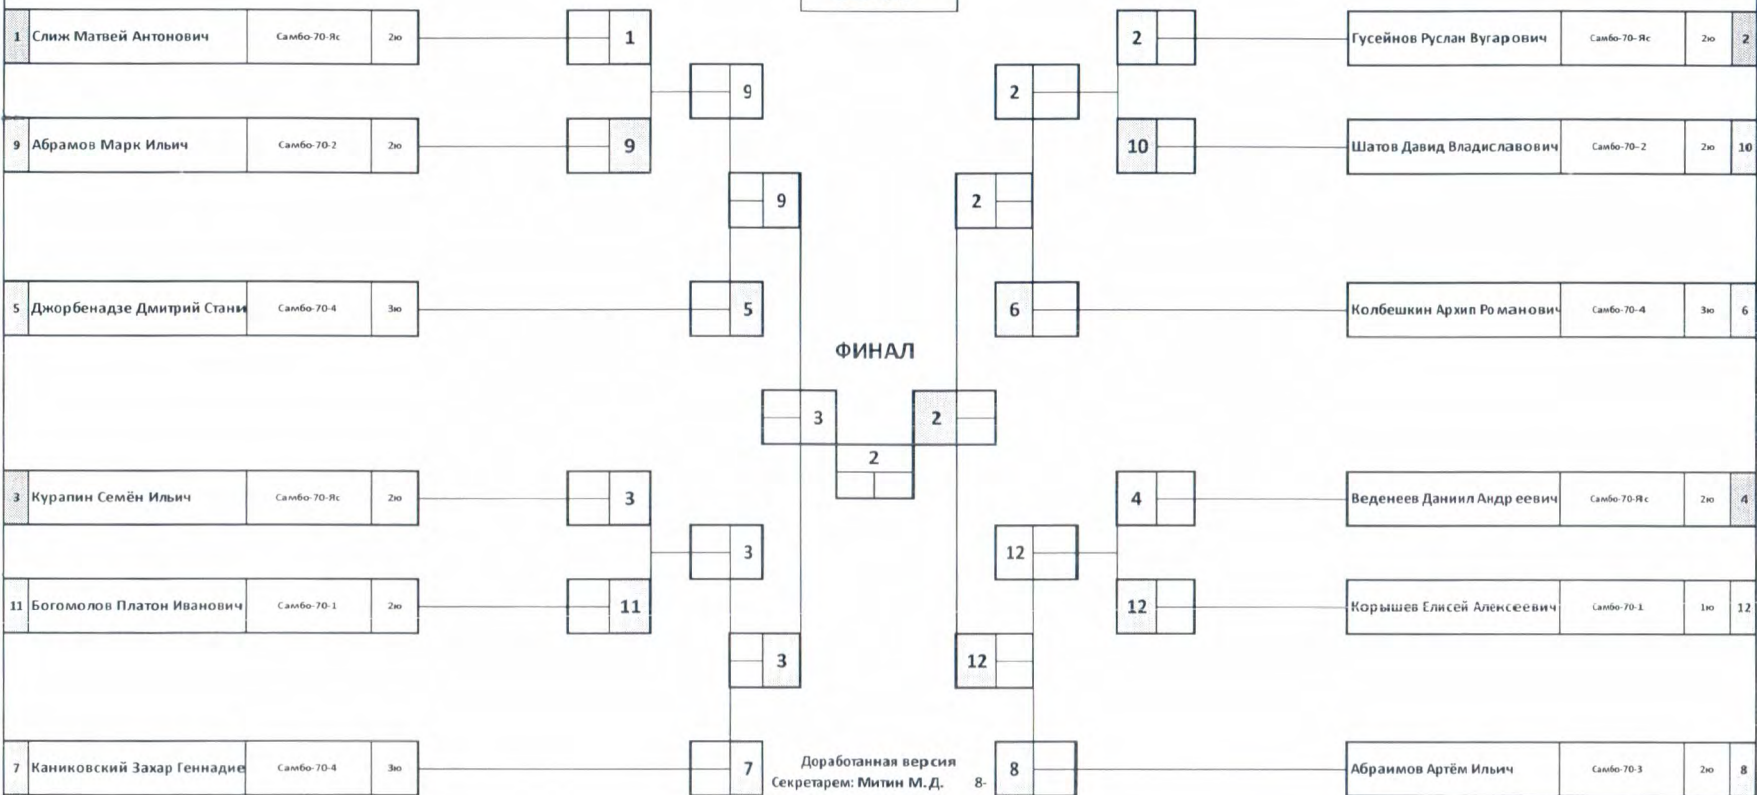 1 Слиж Матвей Антонович Самбо-70-Яс 2ю 1
2 Гусейнов Руслан Вугарович Самбо-70-Яс 2ю 2
9
2
9 Абрамов Марк Ильич Самбо-70-2 2ю 9
10 Шатов Давид Владиславович Самбо-70-2 2ю 10
9
2
5 Джорбенадзе Дмитрий Стани Самбо-70-4 3ю 5
6 Колбешкин Архип Романович Самбо-70-4 3ю 6
ФИНАЛ
3
2
2
3 Курапин Семён Ильич Самбо-70-Яс 2ю 3
4 Веденеев Даниил Андреевич Самбо-70-Яс 2ю 4
3
12
11 Богомолов Платон Иванович Самбо-70-1 2ю 11
12 Корышев Елисей Алексеевич Самбо-70-1 1ю 12
3
12
7 Каниковский Захар Геннадие Самбо-70-4 3ю 7
Доработанная версия
Секретарем: Митин М.Д. 8-
8 Абраимов Артём Ильич Самбо-70-3 2ю 8